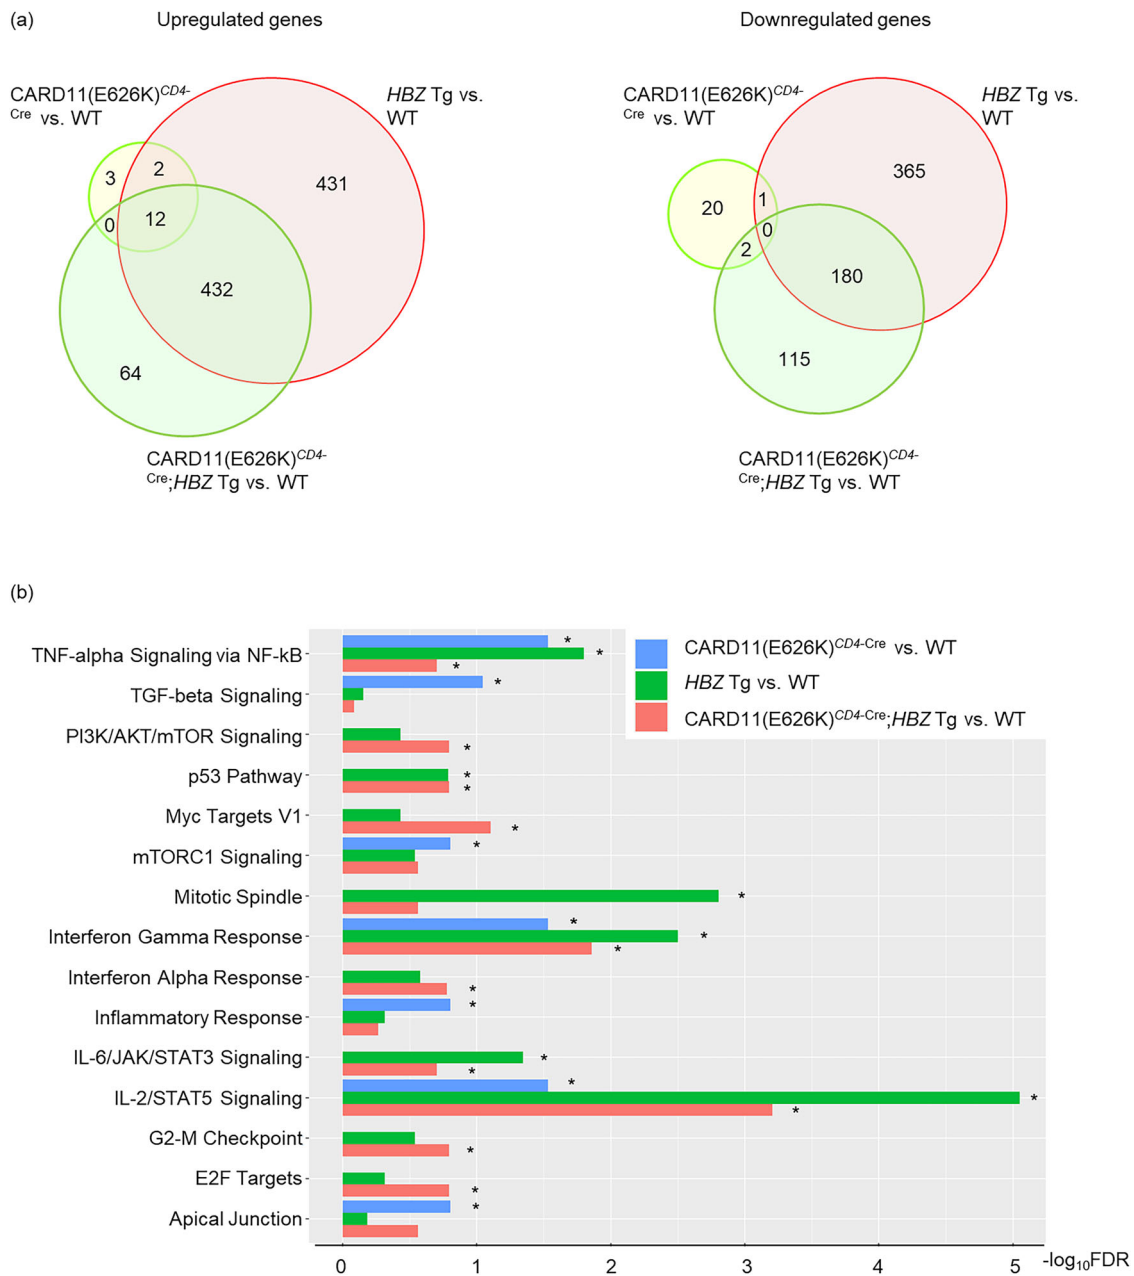 (a)
Upregulated genes
Downregulated genes
CARD11(E626K)CD4-
Cre vs. WT
HBZ Tg vs.
WT
3
2
431
0
12
432
64
CARD11(E626K)CD4-
Cre;HBZ Tg vs. WT
CARD11(E626K)CD4-
Cre vs. WT
HBZ Tg vs.
WT
365
20
1
0
2
180
115
CARD11(E626K)CD4-
Cre;HBZ Tg vs. WT
(b)
CARD11(E626K)CD4-Cre vs. WT
HBZ Tg vs. WT
CARD11(E626K)CD4-Cre;HBZ Tg vs. WT
TNF-alpha Signaling via NF-kB * * *
TGF-beta Signaling *
PI3K/AKT/mTOR Signaling *
p53 Pathway * *
Myc Targets V1 *
mTORC1 Signaling *
Mitotic Spindle *
Interferon Gamma Response * * *
Interferon Alpha Response *
Inflammatory Response *
IL-6/JAK/STAT3 Signaling * *
IL-2/STAT5 Signaling * * *
G2-M Checkpoint *
E2F Targets *
Apical Junction *
0 1 2 3 4 5 -log10FDR